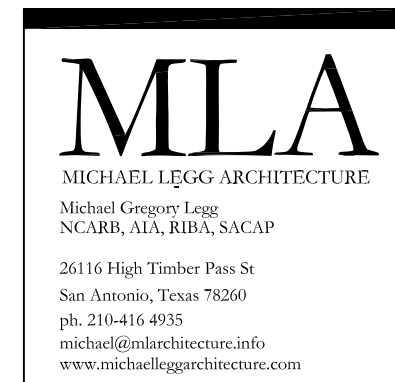 MLA
MICHAEL LEGG ARCHITECTURE
Michael Gregory Legg
NCARB, AIA, RIBA, SACAP
26116 High Timber Pass St
San Antonio, Texas 78260
ph. 210-416 4935
michael@mlarchitecture.info
www.michaelleggarchitecture.com